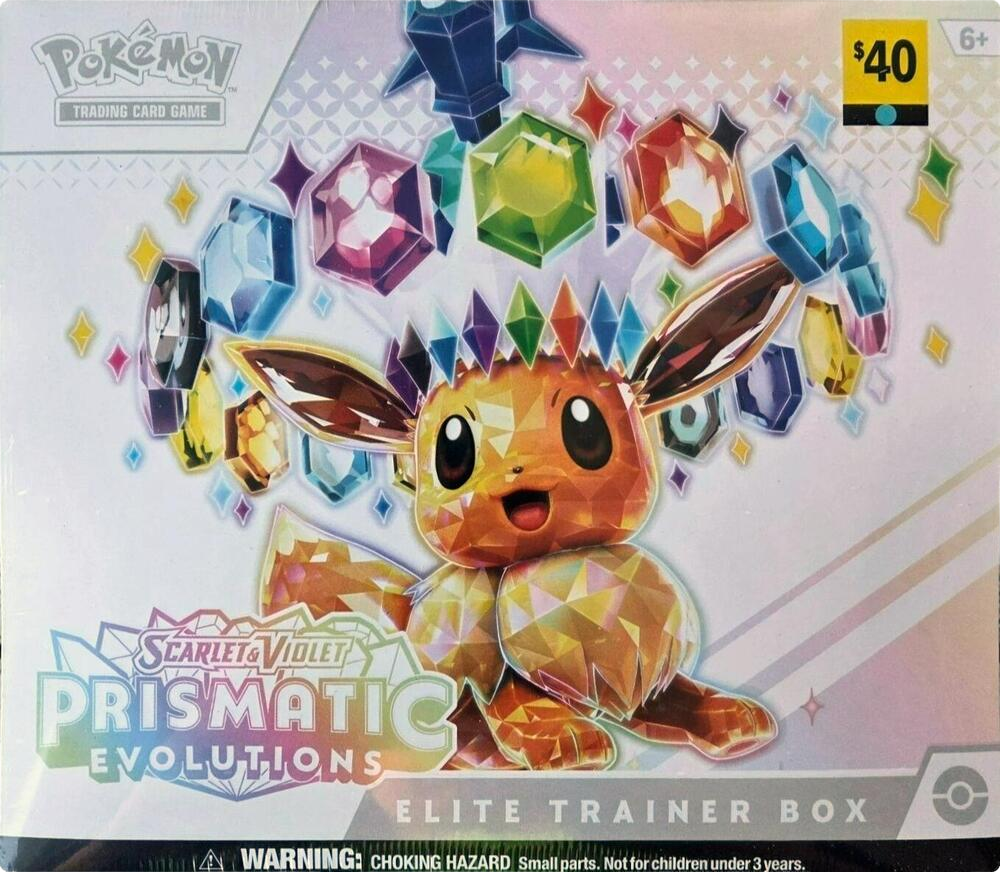 Pokémon
TM
TRADING CARD GAME
$40
6+
SCARLET & VIOLET
PRISMATIC
EVOLUTIONS
ELITE TRAINER BOX
WARNING: CHOKING HAZARD Small parts. Not for children under 3 years.